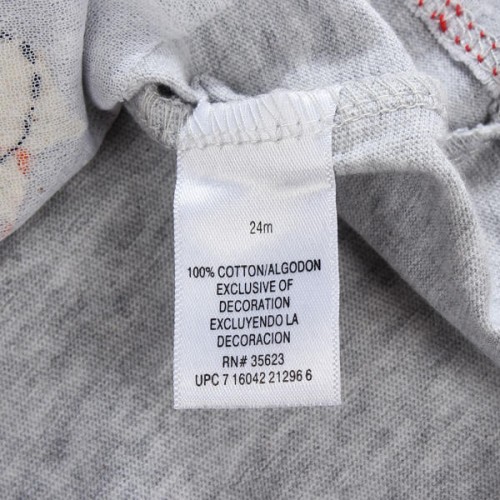 24m
100% COTTON/ALGODON
EXCLUSIVE OF
DECORATION
EXCLUYENDO LA
DECORACION
RN# 35623
UPC 7 16042 21296 6